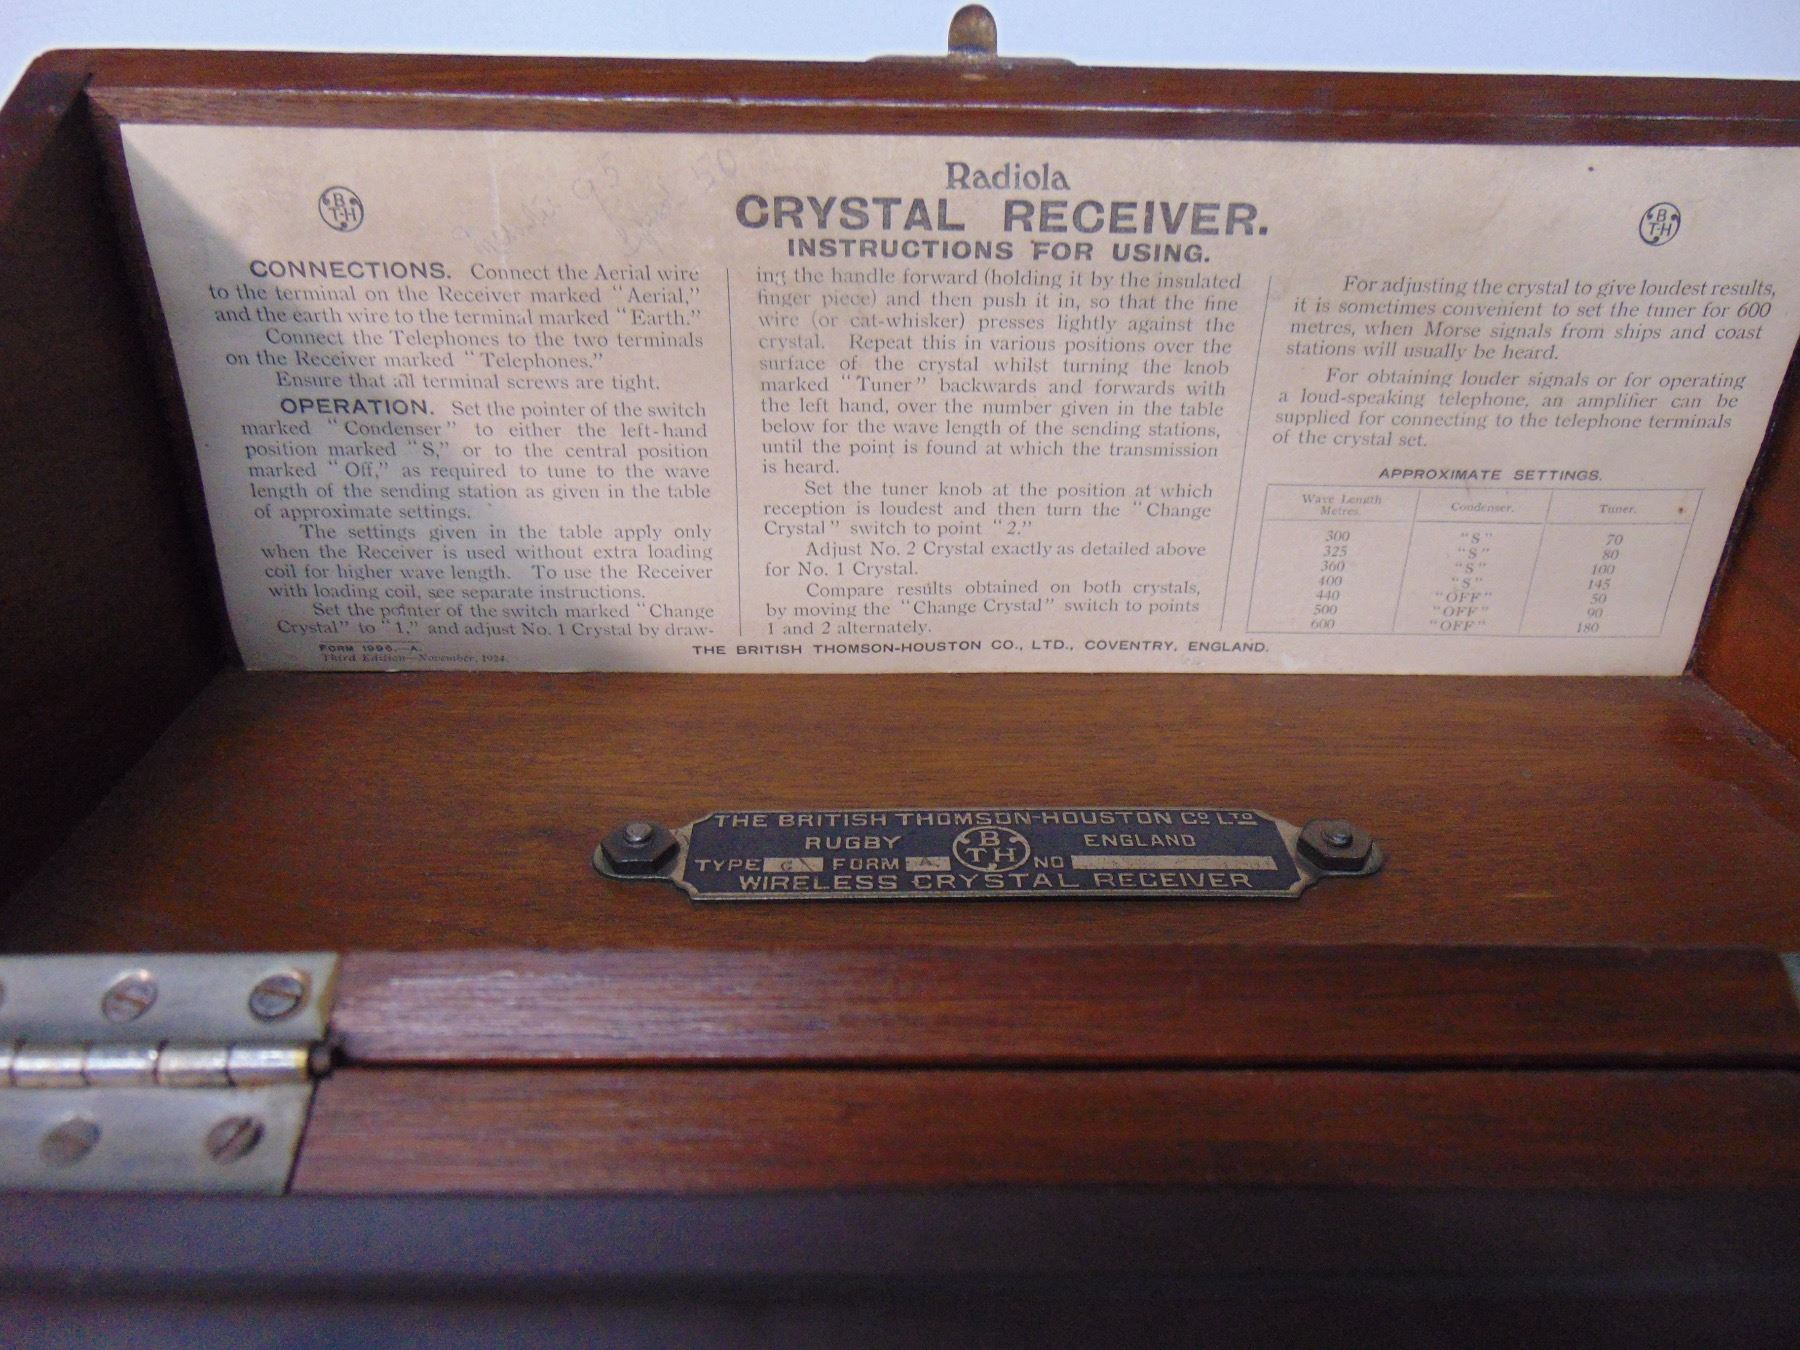 Radiola
CRYSTAL RECEIVER.
INSTRUCTIONS FOR USING.
B
T·H
B
T·H
CONNECTIONS. Connect the Aerial wire
to the terminal on the Receiver marked "Aerial,"
and the earth wire to the terminal marked "Earth."
Connect the Telephones to the two terminals
on the Receiver marked "Telephones."
Ensure that all terminal screws are tight.
OPERATION. Set the pointer of the switch
marked "Condenser" to either the left-hand
position marked "S," or to the central position
marked "Off," as required to tune to the wave
length of the sending station as given in the table
of approximate settings.
The settings given in the table apply only
when the Receiver is used without extra loading
coil for higher wave length. To use the Receiver
with loading coil, see separate instructions.
Set the pointer of the switch marked "Change
Crystal" to "1," and adjust No. 1 Crystal by draw-
FORM 1996.—A.
Third Edition—November, 1924.
ing the handle forward (holding it by the insulated
finger piece) and then push it in, so that the fine
wire (or cat-whisker) presses lightly against the
crystal. Repeat this in various positions over the
surface of the crystal whilst turning the knob
marked "Tuner" backwards and forwards with
the left hand, over the number given in the table
below for the wave length of the sending stations,
until the point is found at which the transmission
is heard.
Set the tuner knob at the position at which
reception is loudest and then turn the "Change
Crystal" switch to point "2."
Adjust No. 2 Crystal exactly as detailed above
for No. 1 Crystal.
Compare results obtained on both crystals,
by moving the "Change Crystal" switch to points
1 and 2 alternately.
For adjusting the crystal to give loudest results,
it is sometimes convenient to set the tuner for 600
metres, when Morse signals from ships and coast
stations will usually be heard.
For obtaining louder signals or for operating
a loud-speaking telephone, an amplifier can be
supplied for connecting to the telephone terminals
of the crystal set.
APPROXIMATE SETTINGS.
Wave Length Metres. Condenser. Tuner.
300 "S" 70
325 "S" 80
360 "S" 100
400 "S" 145
440 "OFF" 50
500 "OFF" 90
600 "OFF" 180
THE BRITISH THOMSON-HOUSTON CO., LTD., COVENTRY, ENGLAND.
THE BRITISH THOMSON-HOUSTON Co LTD
RUGBY B T H ENGLAND
TYPE C FORM A NO
WIRELESS CRYSTAL RECEIVER